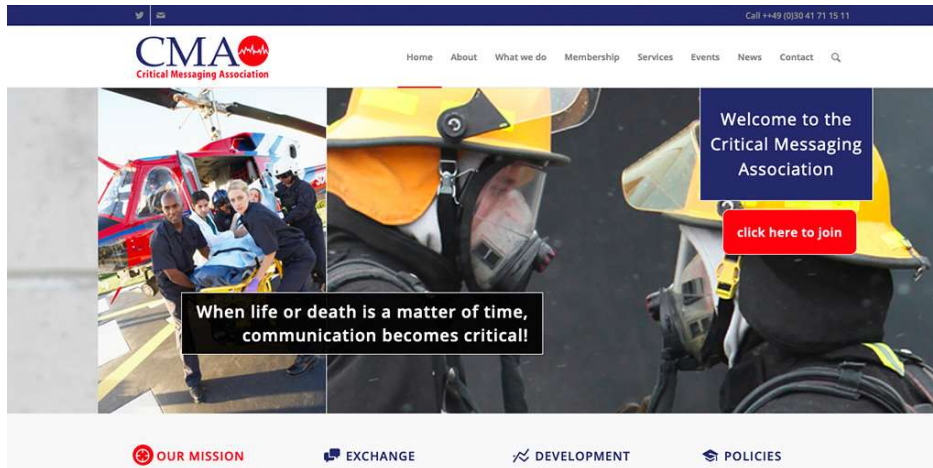 Call ++49 (0)30 41 71 15 11
CMA
Critical Messaging Association
Home About What we do Membership Services Events News Contact
Welcome to the
Critical Messaging
Association
click here to join
When life or death is a matter of time,
communication becomes critical!
OUR MISSION EXCHANGE DEVELOPMENT POLICIES